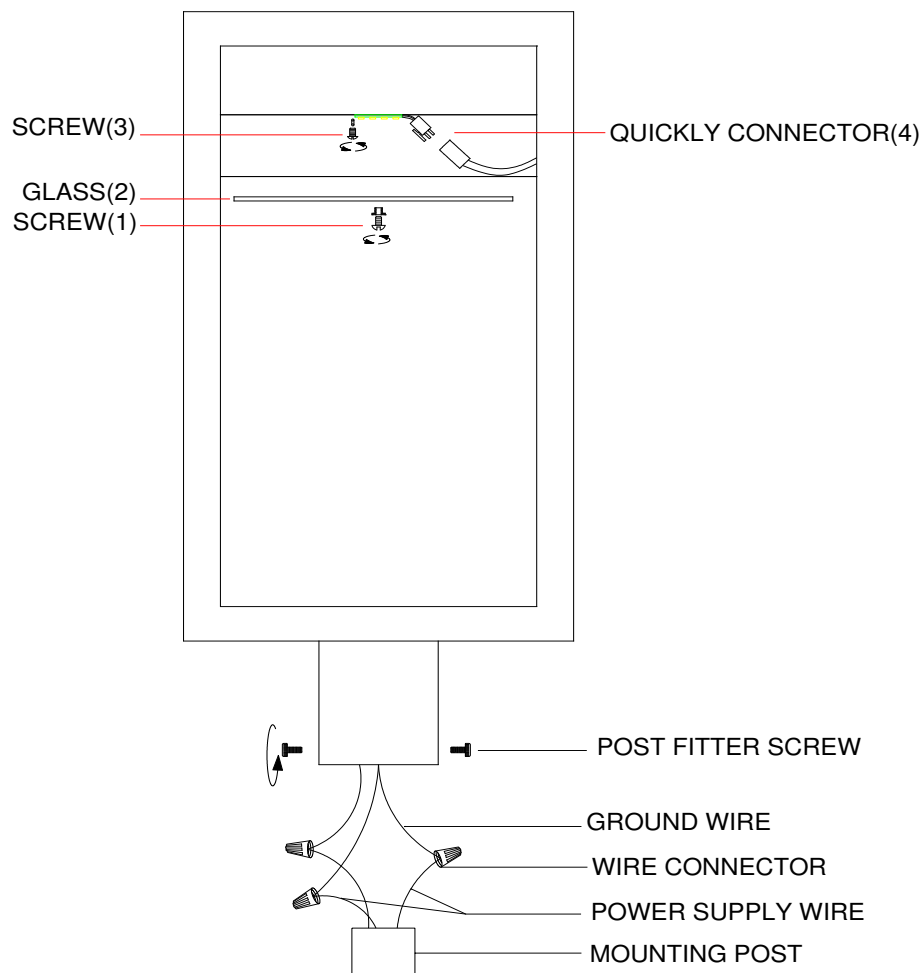 SCREW(3)
QUICKLY CONNECTOR(4)
GLASS(2)
SCREW(1)
POST FITTER SCREW
GROUND WIRE
WIRE CONNECTOR
POWER SUPPLY WIRE
MOUNTING POST